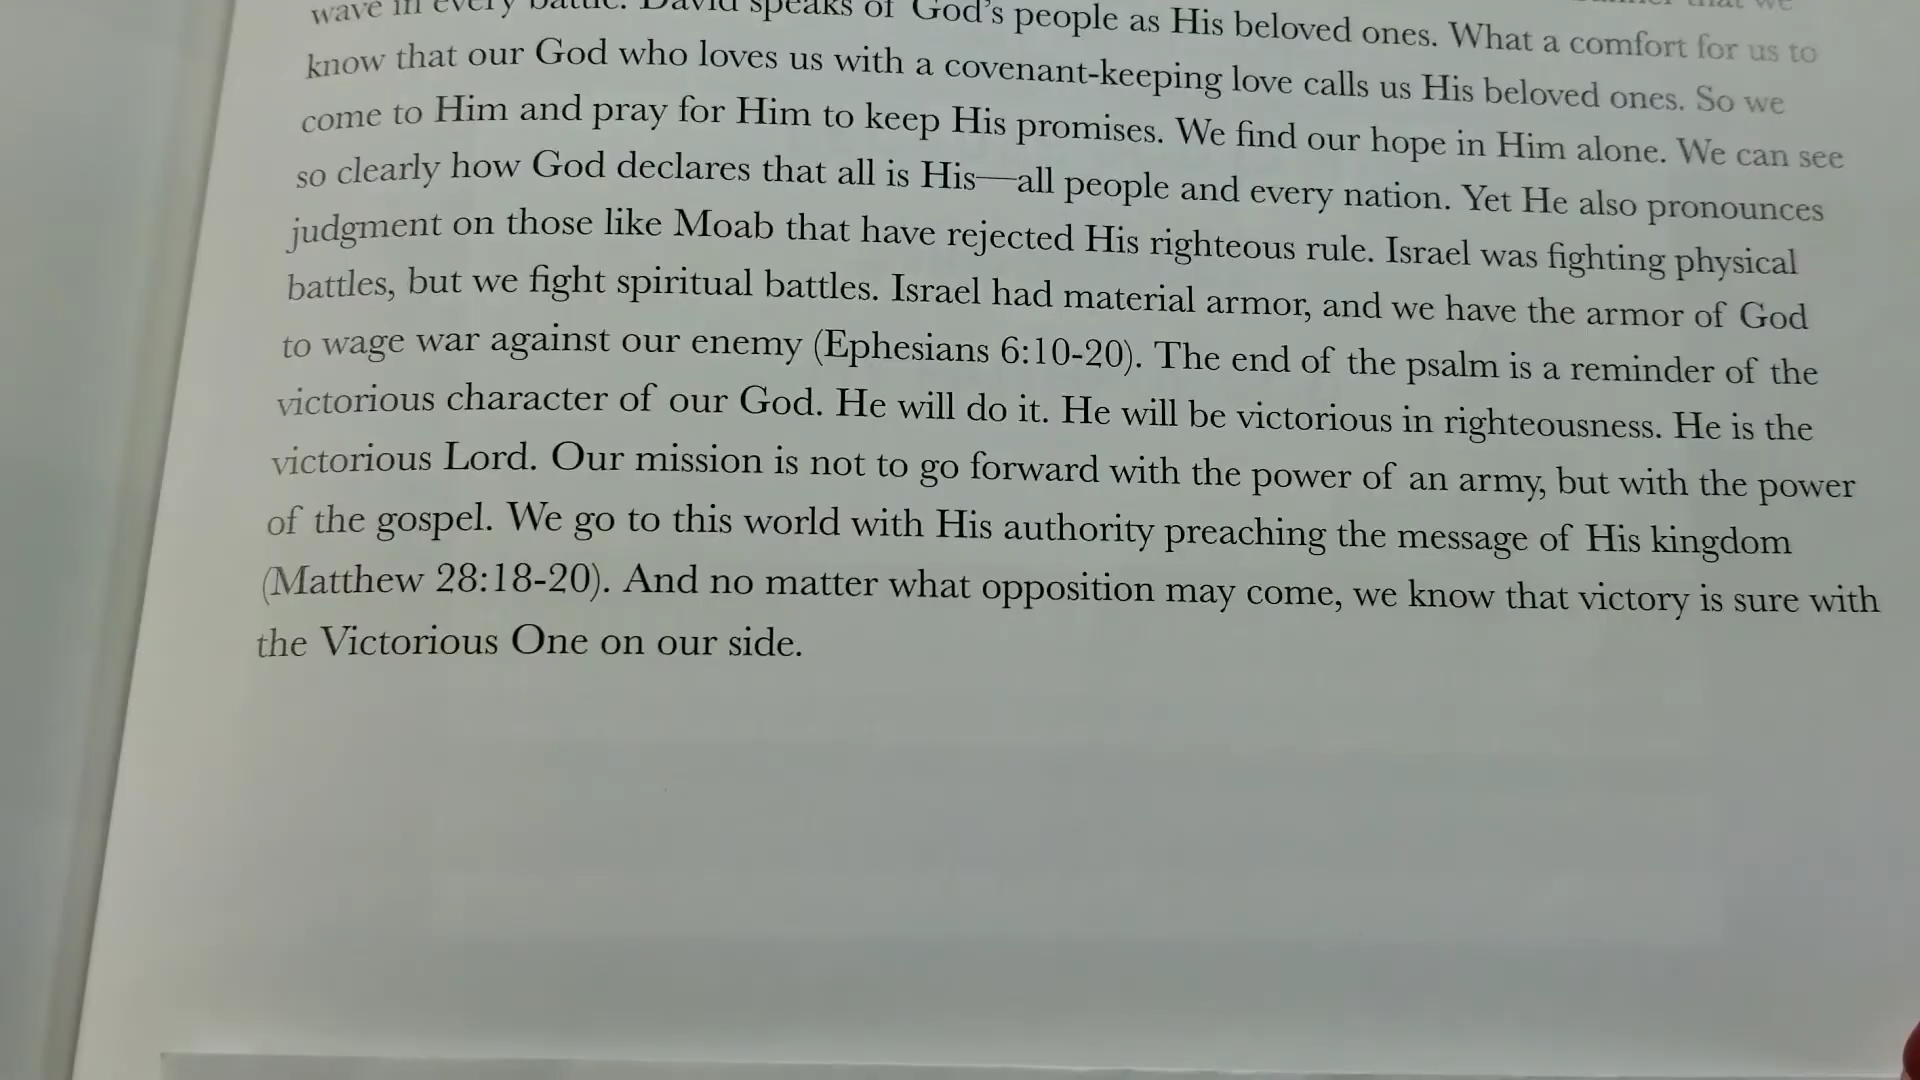 wave in every battle. David speaks of God's people as His beloved ones. What a comfort for us to
know that our God who loves us with a covenant-keeping love calls us His beloved ones. So we
come to Him and pray for Him to keep His promises. We find our hope in Him alone. We can see
so clearly how God declares that all is His—all people and every nation. Yet He also pronounces
judgment on those like Moab that have rejected His righteous rule. Israel was fighting physical
battles, but we fight spiritual battles. Israel had material armor, and we have the armor of God
to wage war against our enemy (Ephesians 6:10-20). The end of the psalm is a reminder of the
victorious character of our God. He will do it. He will be victorious in righteousness. He is the
victorious Lord. Our mission is not to go forward with the power of an army, but with the power
of the gospel. We go to this world with His authority preaching the message of His kingdom
(Matthew 28:18-20). And no matter what opposition may come, we know that victory is sure with
the Victorious One on our side.